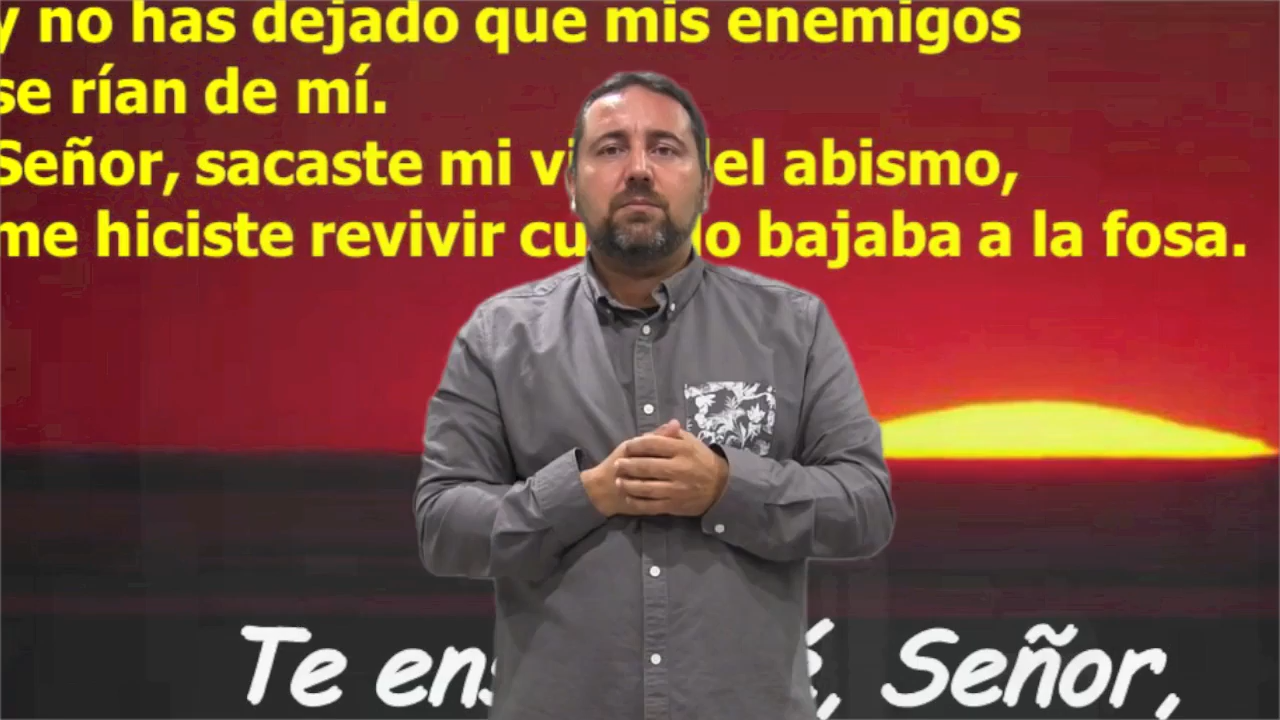 y no has dejado que mis enemigos
se rían de mí.
Señor, sacaste mi abismo,
me hiciste revivir bajaba a la fosa.
Te Señor,